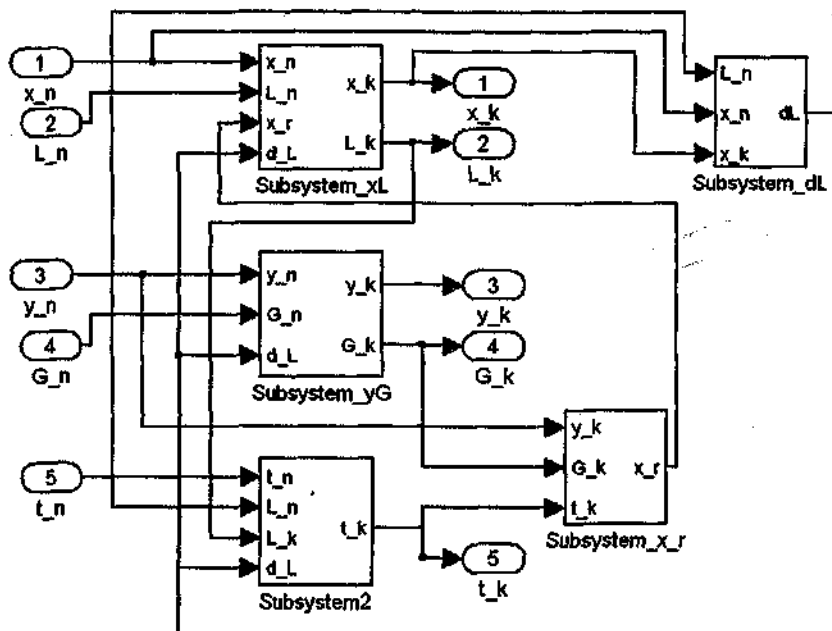 1
x_n
2
L_n
x_n
L_n
x_r
d_L
x_k
L_k
Subsystem_xL
1
x_k
2
L_k
L_n
x_n
x_k
dL
Subsystem_dL
3
y_n
4
G_n
y_n
G_n
d_L
y_k
G_k
Subsystem_yG
3
y_k
4
G_k
y_k
G_k
t_k
x_r
Subsystem_x_r
5
t_n
t_n
L_n
L_k
d_L
t_k
Subsystem2
5
t_k